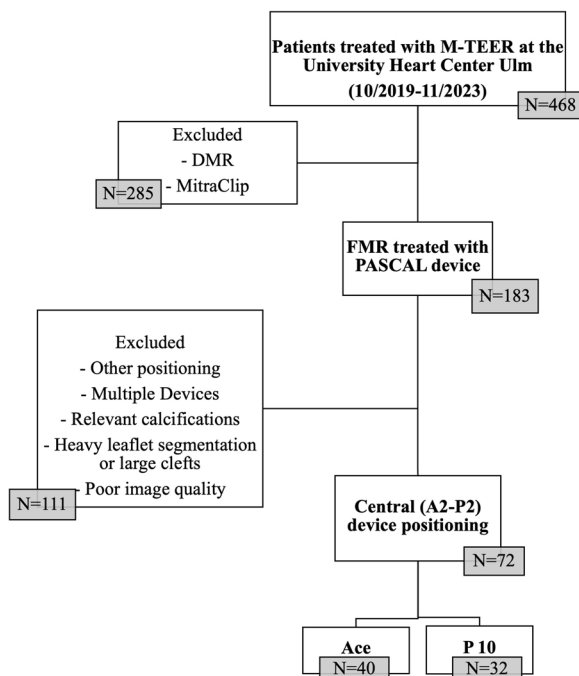 Patients treated with M-TEER at the
University Heart Center Ulm
(10/2019-11/2023)
N=468
Excluded
- DMR
- MitraClip
N=285
FMR treated with
PASCAL device
N=183
Excluded
- Other positioning
- Multiple Devices
- Relevant calcifications
- Heavy leaflet segmentation
or large clefts
- Poor image quality
N=111
Central (A2-P2)
device positioning
N=72
Ace
N=40
P 10
N=32